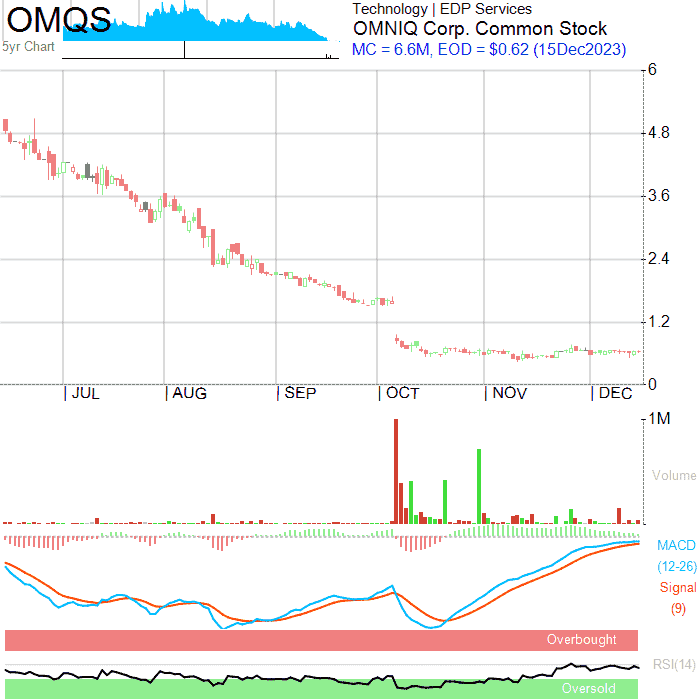 OMQS
5yr Chart
Technology | EDP Services
OMNIQ Corp. Common Stock
MC = 6.6M, EOD = $0.62 (15Dec2023)
6
4.8
3.6
2.4
1.2
0
JUL AUG SEP OCT NOV DEC
1M
Volume
MACD
(12-26)
Signal
(9)
Overbought
RSI(14)
Oversold